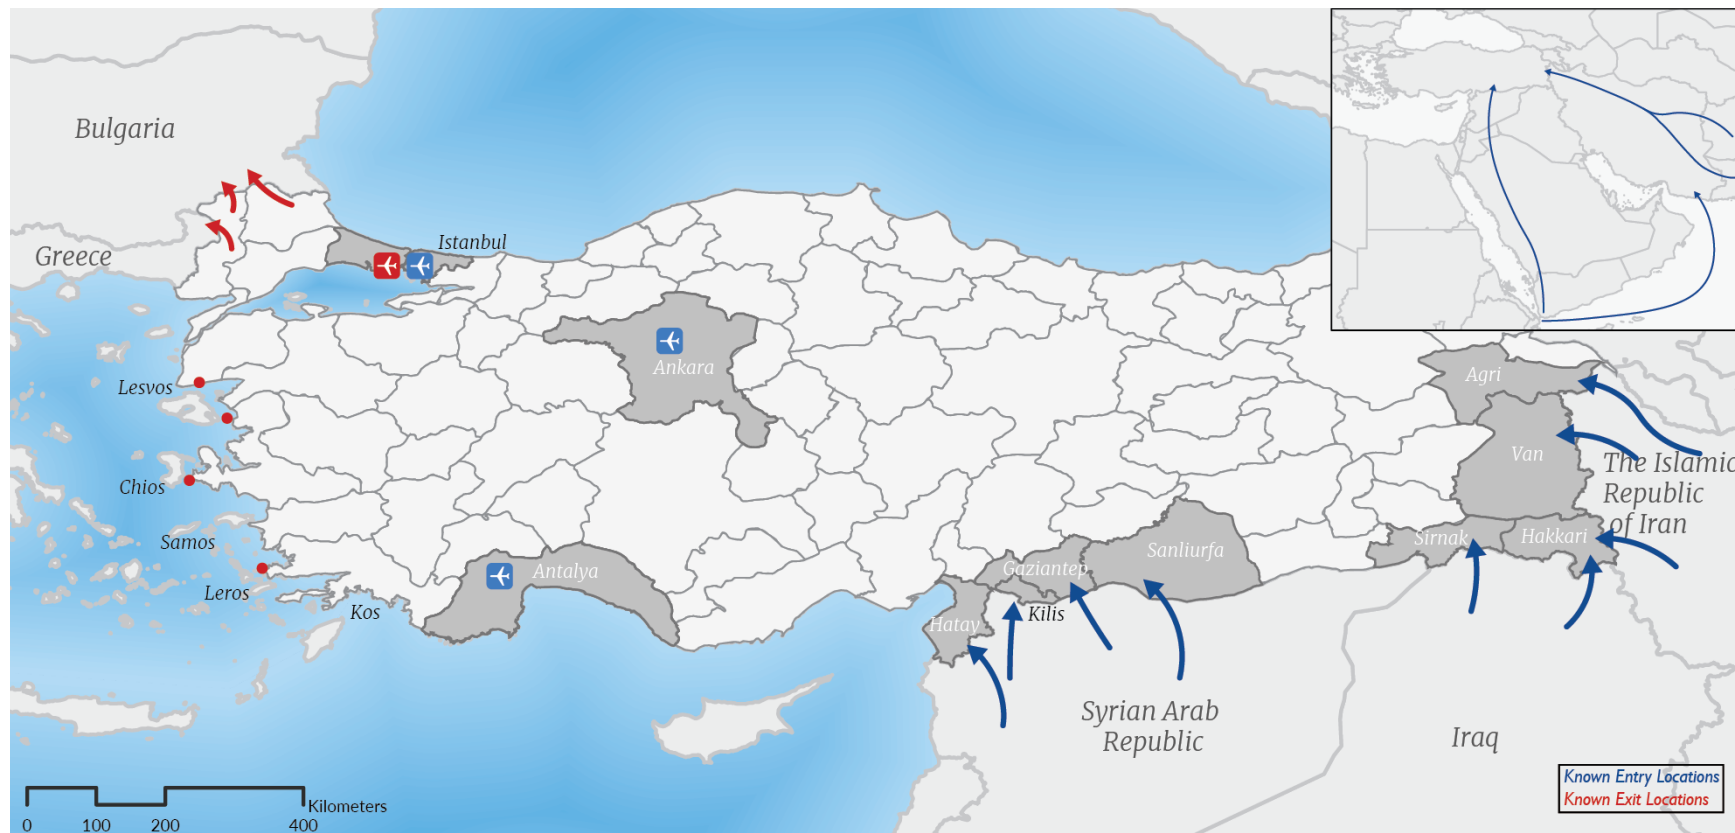 Bulgaria
Greece
Istanbul
Ankara
Lesvos
Chios
Samos
Leros
Kos
Antalya
Agri
Van
The Islamic
Republic
of Iran
Sirnak
Hakkari
Sanliurfa
Gaziantep
Kilis
Hatay
Syrian Arab
Republic
Iraq
Known Entry Locations
Known Exit Locations
Kilometers
0 100 200 400